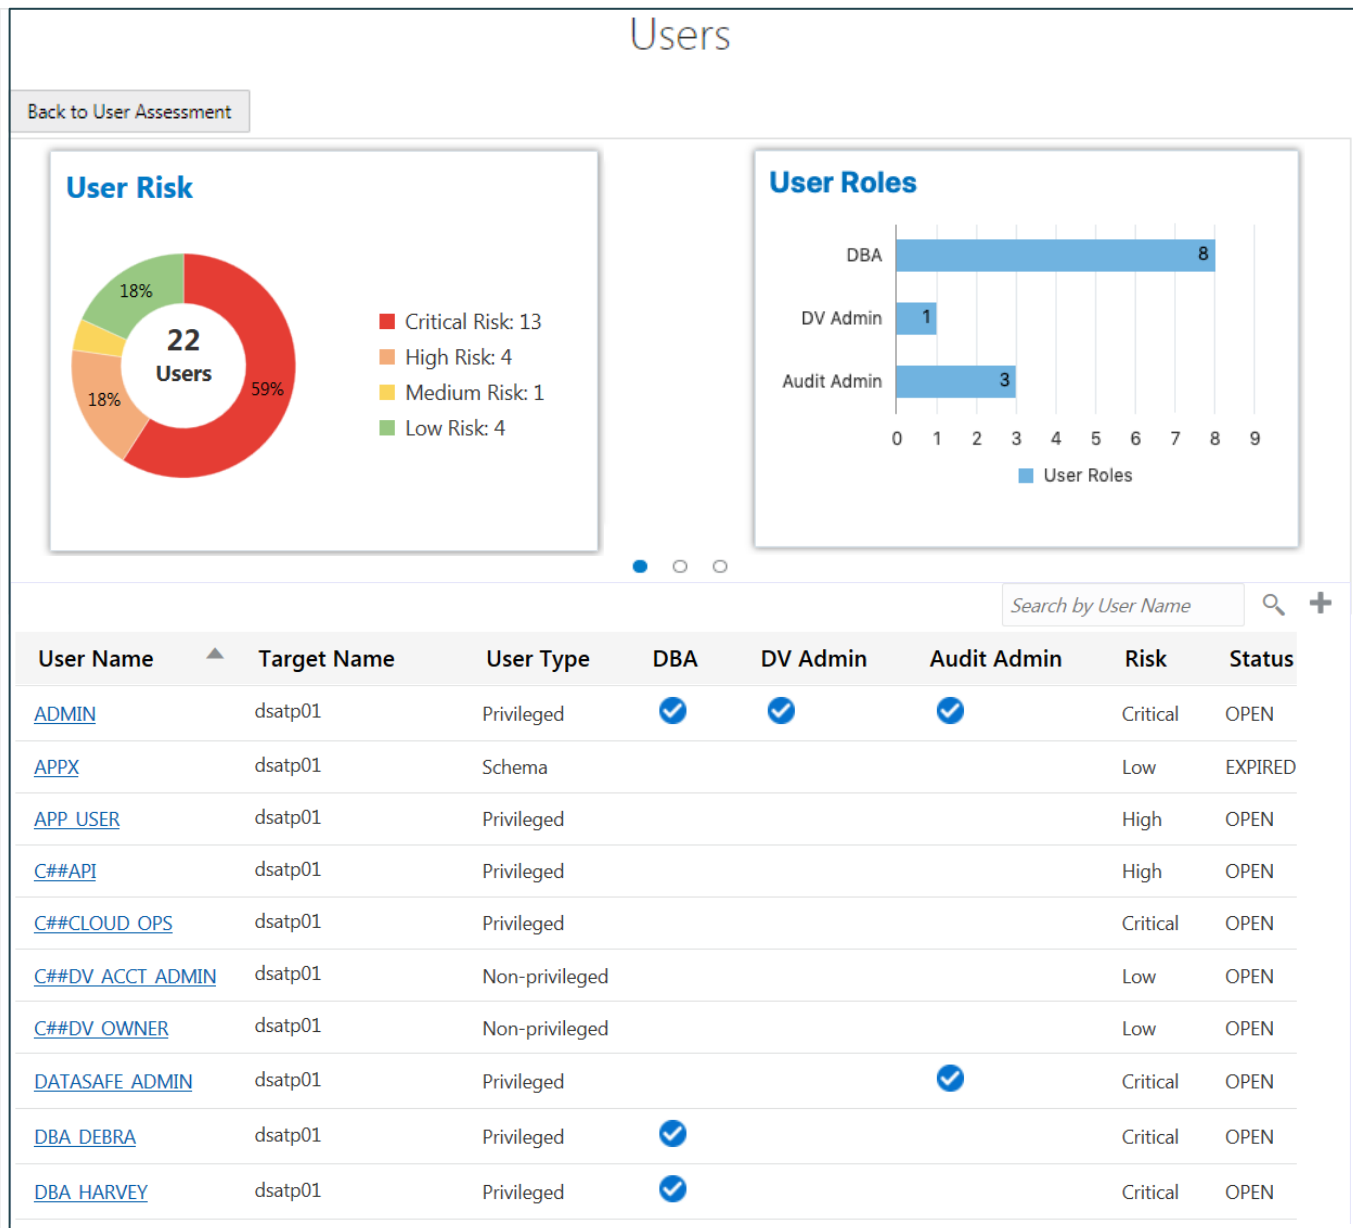 Users
Back to User Assessment
User Risk
18%
22
Users
59%
18%
Critical Risk: 13
High Risk: 4
Medium Risk: 1
Low Risk: 4
User Roles
DBA 8
DV Admin 1
Audit Admin 3
0 1 2 3 4 5 6 7 8 9
User Roles
Search by User Name
User Name Target Name User Type DBA DV Admin Audit Admin Risk Status
ADMIN dsatp01 Privileged Critical OPEN
APPX dsatp01 Schema Low EXPIRED
APP_USER dsatp01 Privileged High OPEN
C##API dsatp01 Privileged High OPEN
C##CLOUD_OPS dsatp01 Privileged Critical OPEN
C##DV_ACCT_ADMIN dsatp01 Non-privileged Low OPEN
C##DV_OWNER dsatp01 Non-privileged Low OPEN
DATASAFE_ADMIN dsatp01 Privileged Critical OPEN
DBA_DEBRA dsatp01 Privileged Critical OPEN
DBA_HARVEY dsatp01 Privileged Critical OPEN